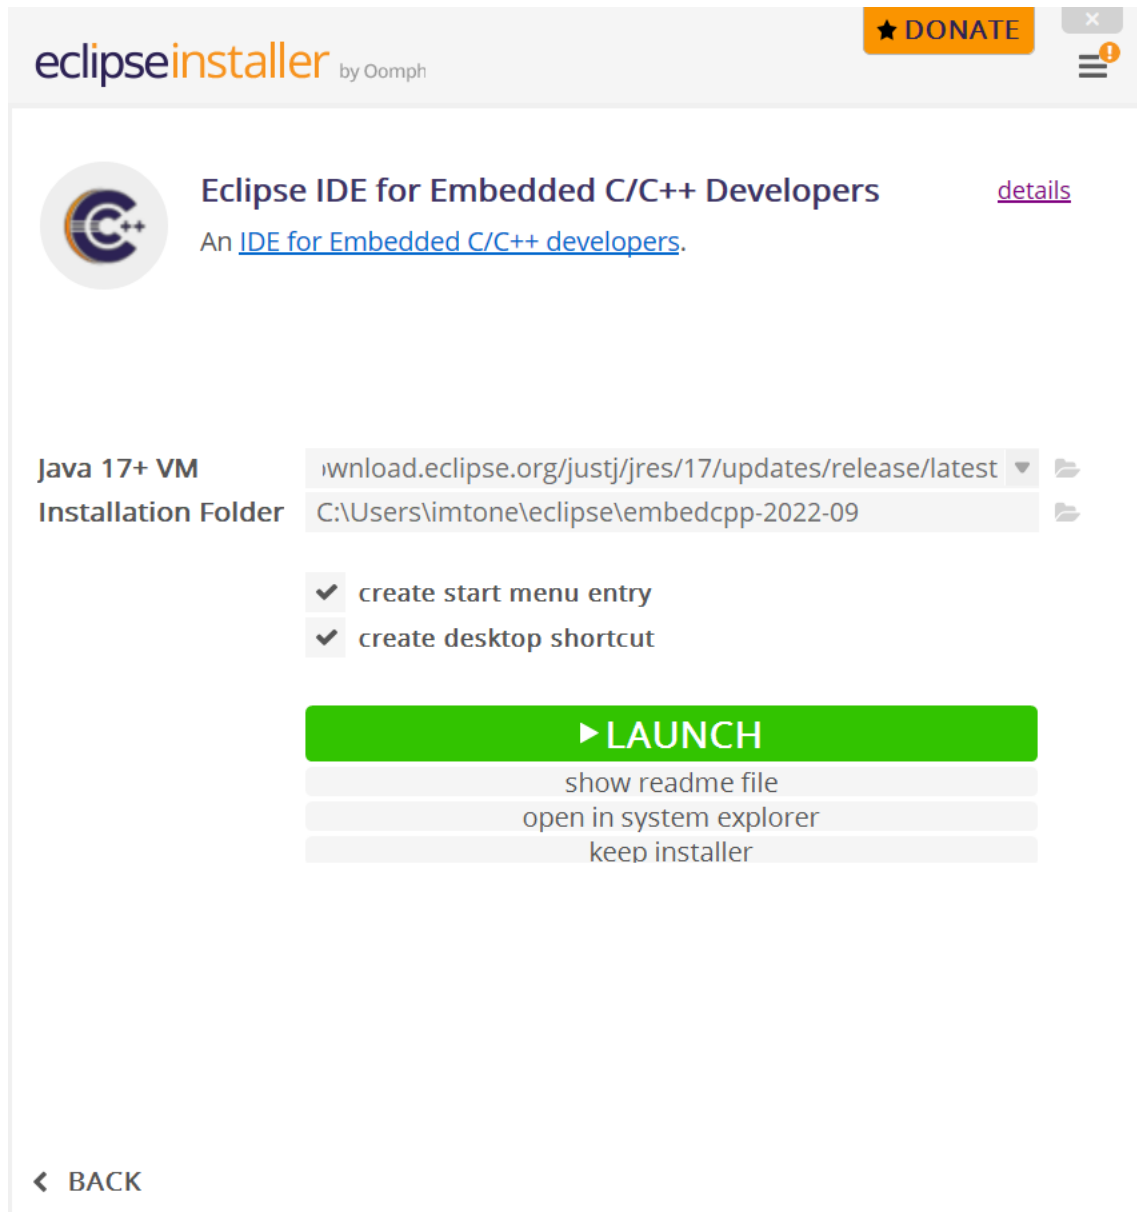 ★ DONATE
eclipseinstaller by Oomph
Eclipse IDE for Embedded C/C++ Developers
details
An IDE for Embedded C/C++ developers.
Java 17+ VM
ownload.eclipse.org/justj/jres/17/updates/release/latest
Installation Folder
C:\Users\imtone\eclipse\embedcpp-2022-09
create start menu entry
create desktop shortcut
LAUNCH
show readme file
open in system explorer
keep installer
BACK